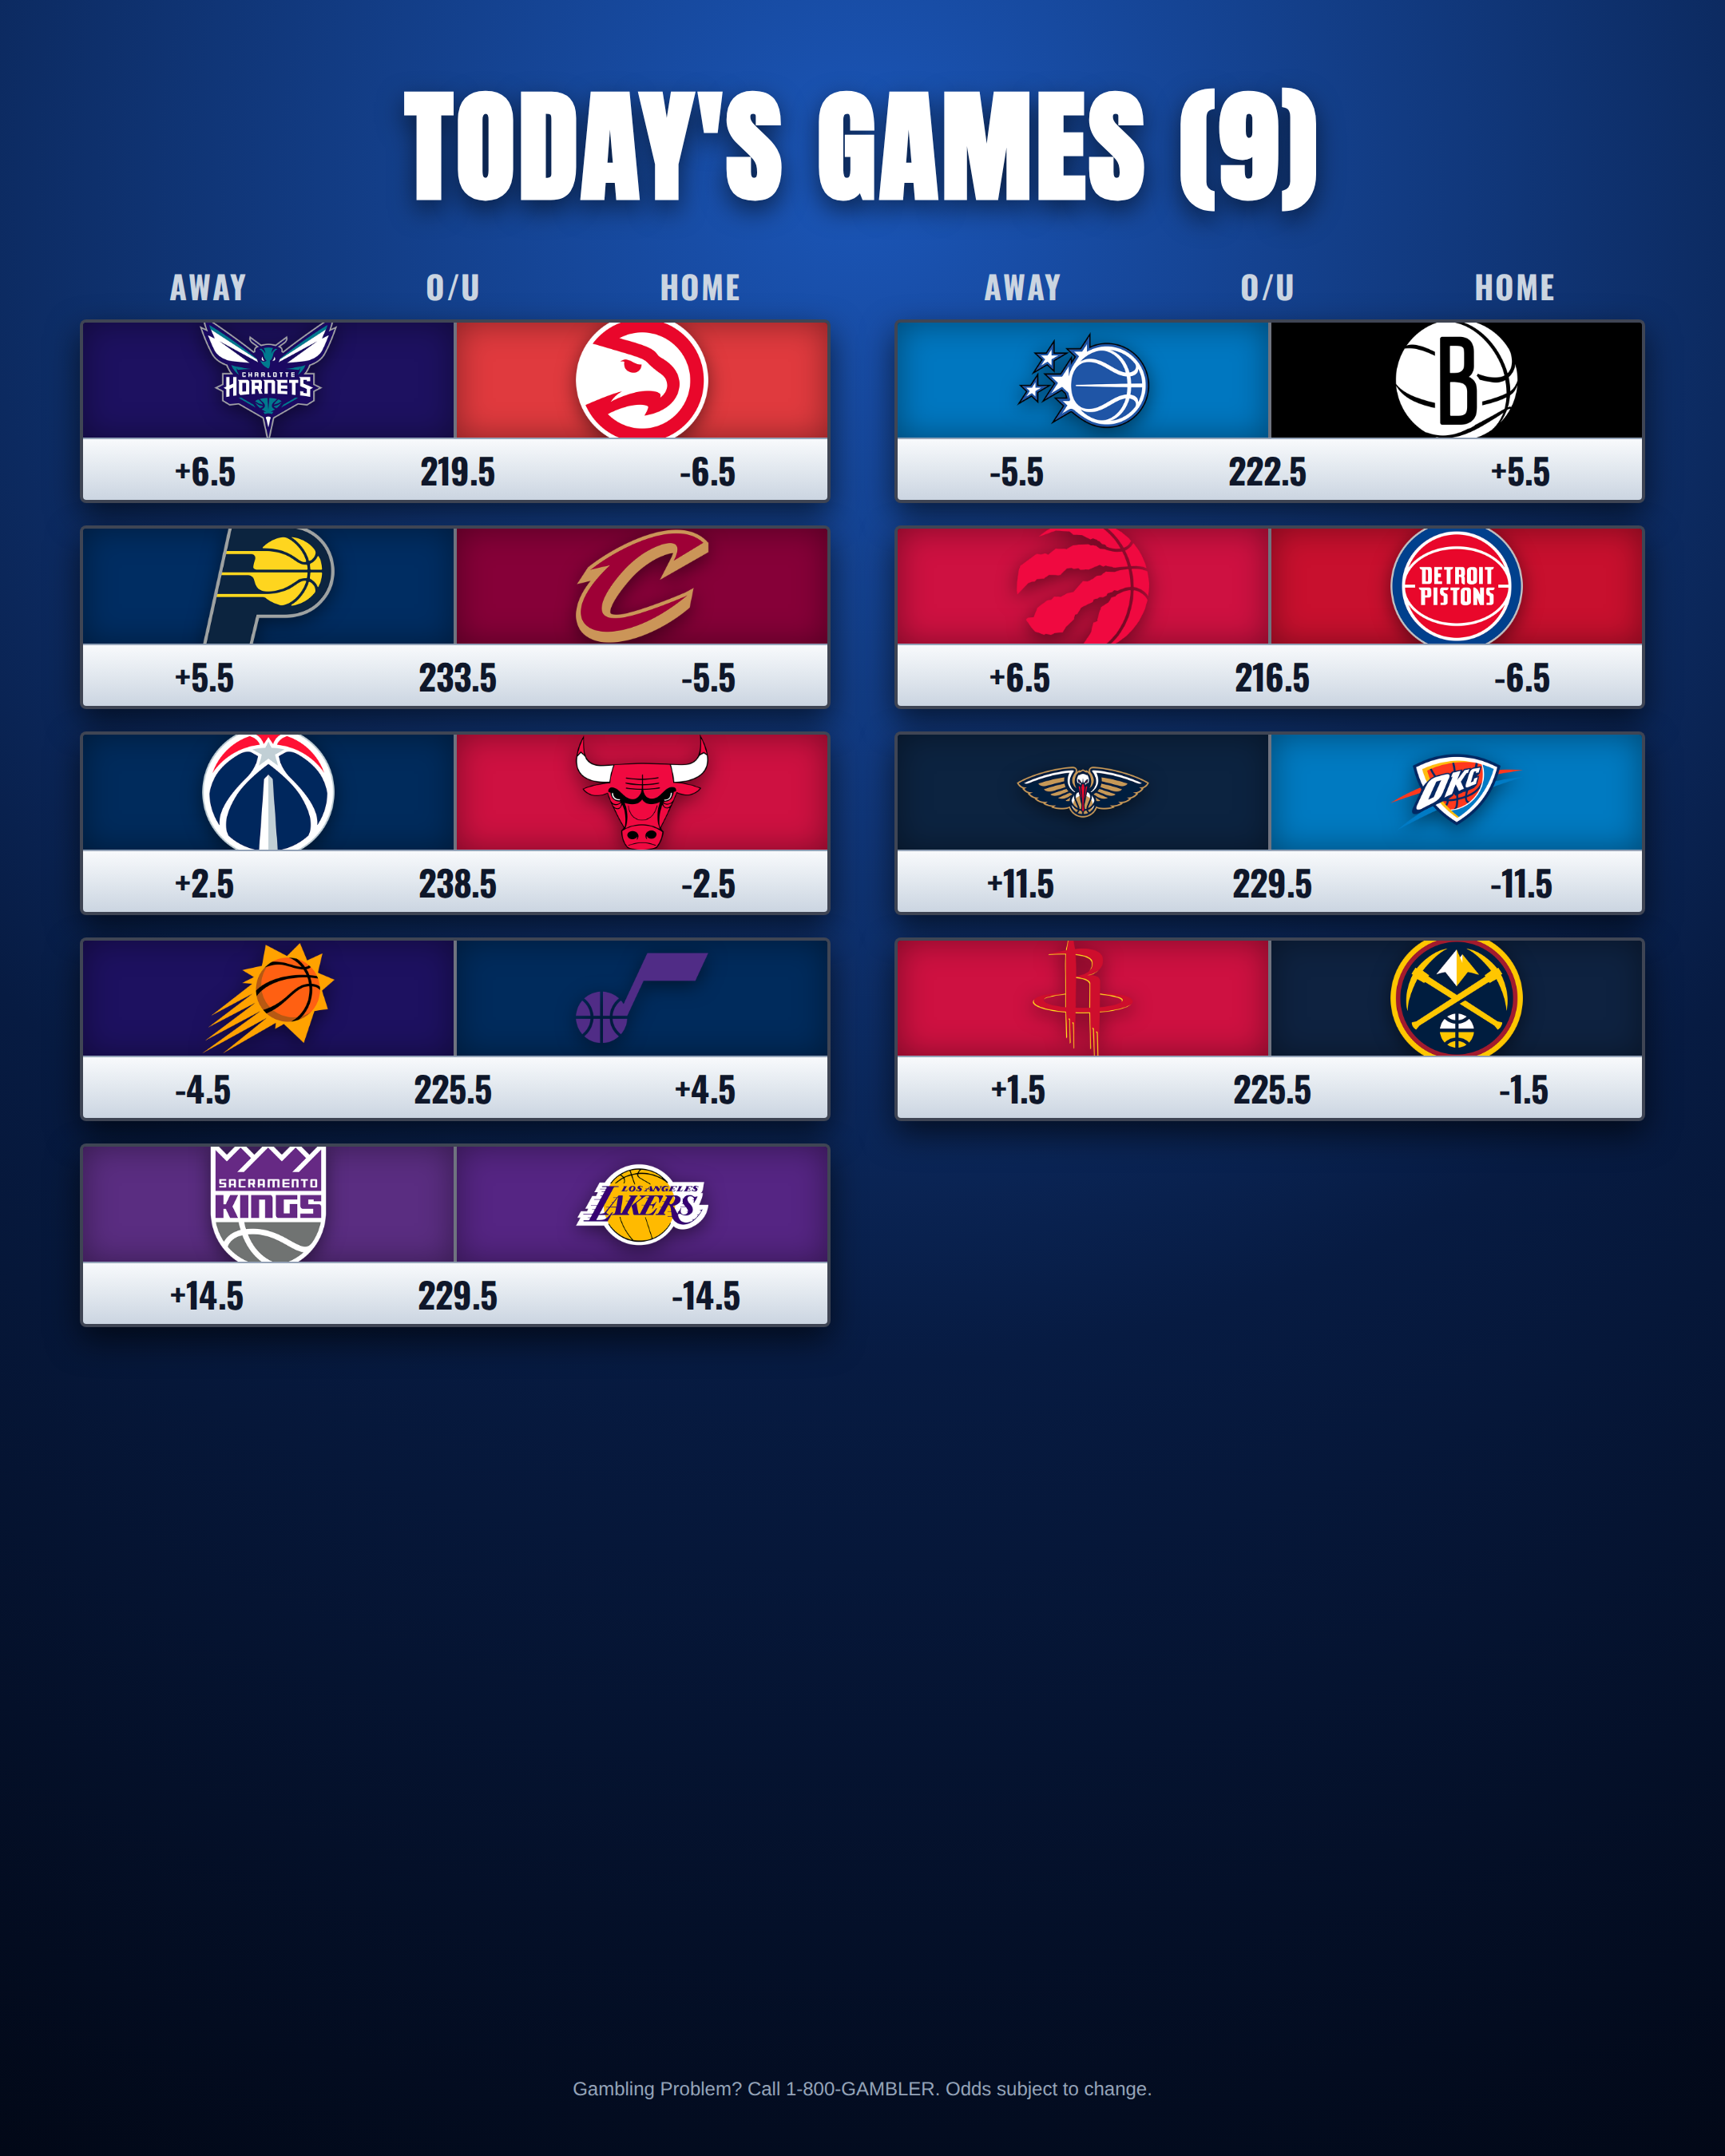 TODAY'S GAMES (9)
AWAY O/U HOME
AWAY O/U HOME
CHARLOTTE
HORNETS
+6.5 219.5 -6.5
B
-5.5 222.5 +5.5
C
+5.5 233.5 -5.5
DETROIT
PISTONS
+6.5 216.5 -6.5
+2.5 238.5 -2.5
OKC
+11.5 229.5 -11.5
-4.5 225.5 +4.5
R
+1.5 225.5 -1.5
SACRAMENTO
KINGS
LOS ANGELES
LAKERS
+14.5 229.5 -14.5
Gambling Problem? Call 1-800-GAMBLER. Odds subject to change.